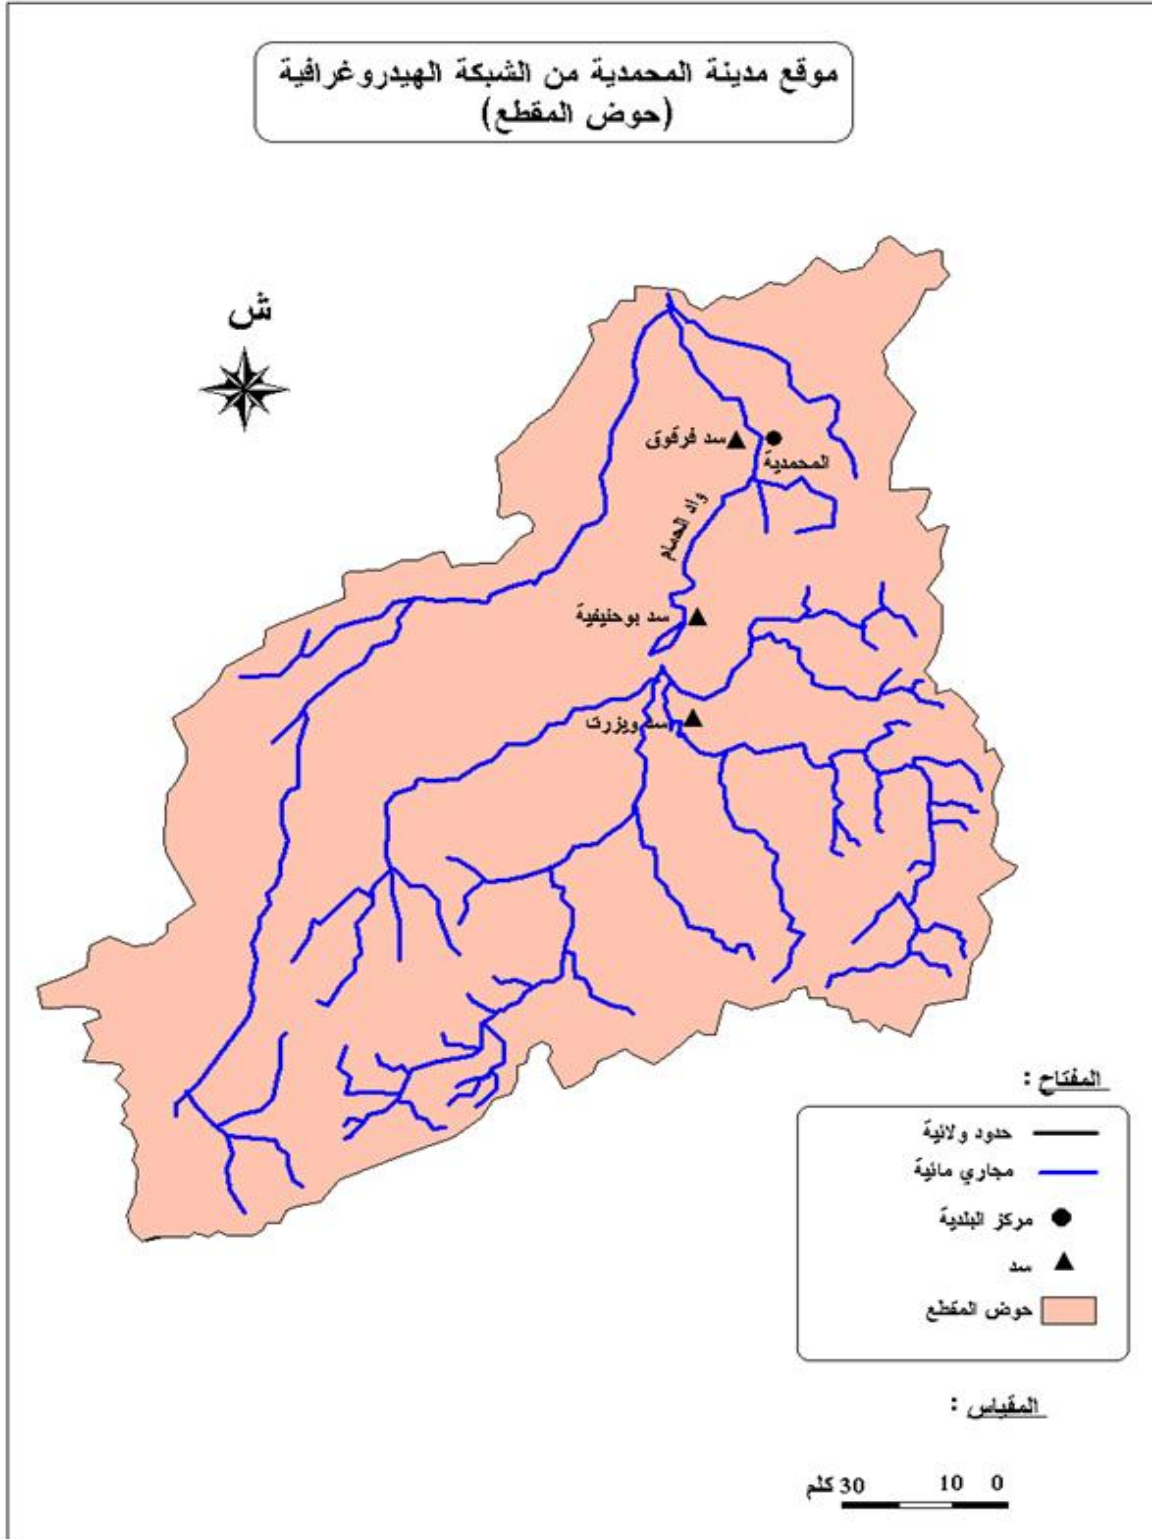 موقع مدينة المحمدية من الشبكة الهيدروغرافية
(حوض المقطع)
ش
سد فرقوق
المحمدية
واد الحمام
سد بوحنيفية
سد ويزرت
المفتاح :
حدود ولائية
مجاري مائية
مركز البلدية
سد
حوض المقطع
المقياس :
0 10 30 كلم